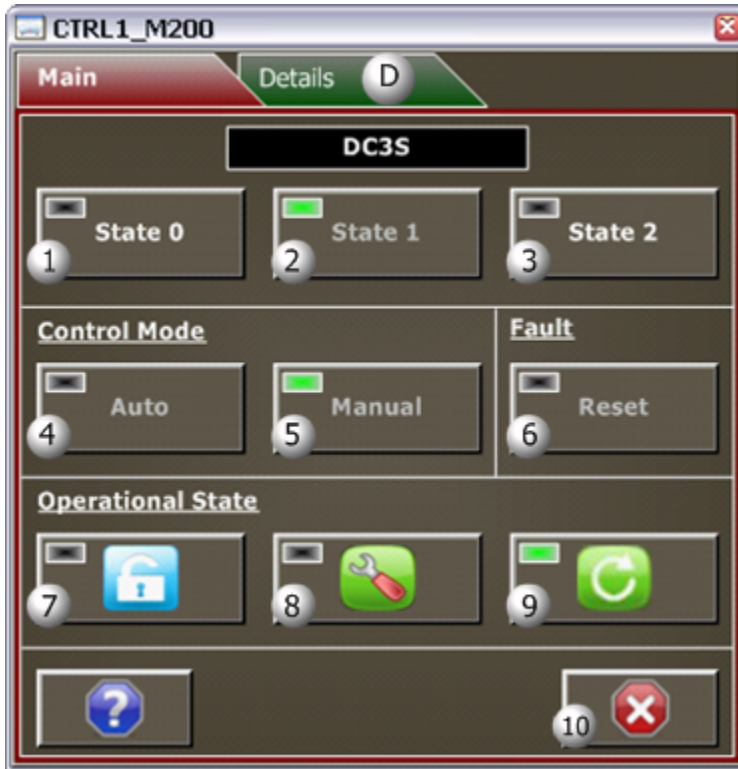 CTRL1_M200
Main
Details D
DC3S
State 0
State 1
State 2
1
2
3
Control Mode
Fault
Auto
Manual
Reset
4
5
6
Operational State
7
8
9
?
10